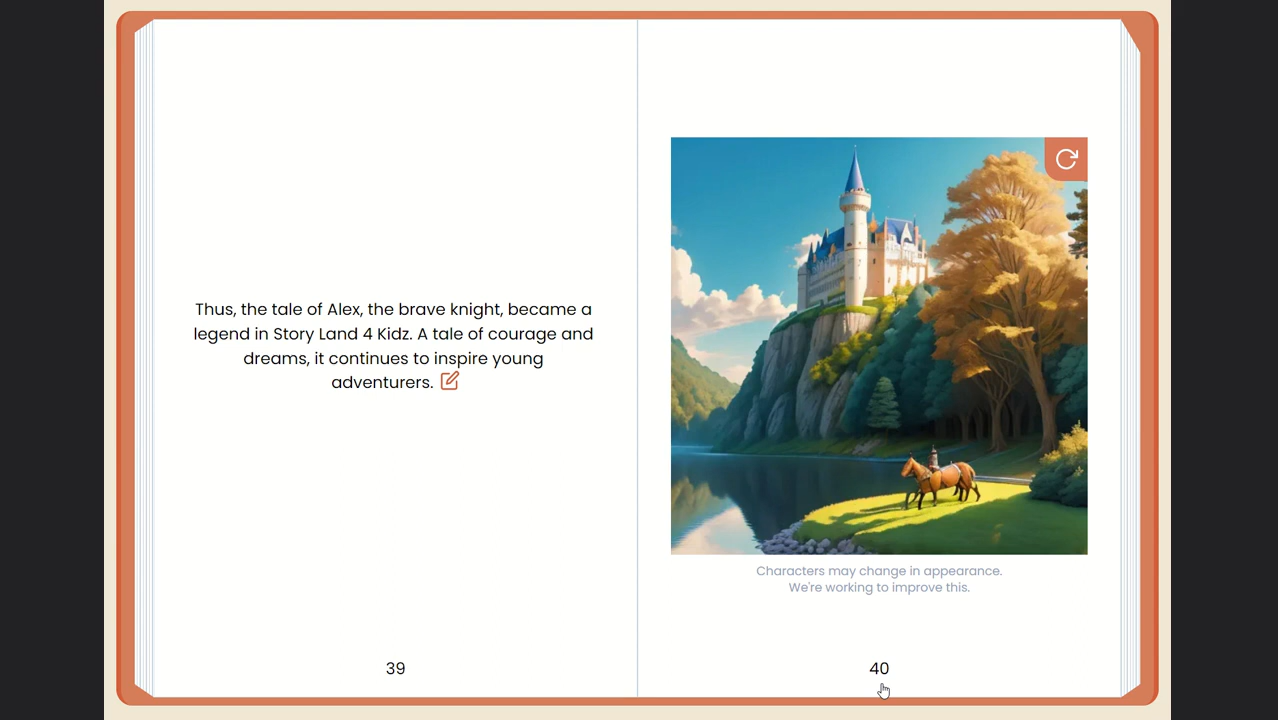 Thus, the tale of Alex, the brave knight, became a
legend in Story Land 4 Kidz. A tale of courage and
dreams, it continues to inspire young
adventurers.
39
Characters may change in appearance.
We're working to improve this.
40